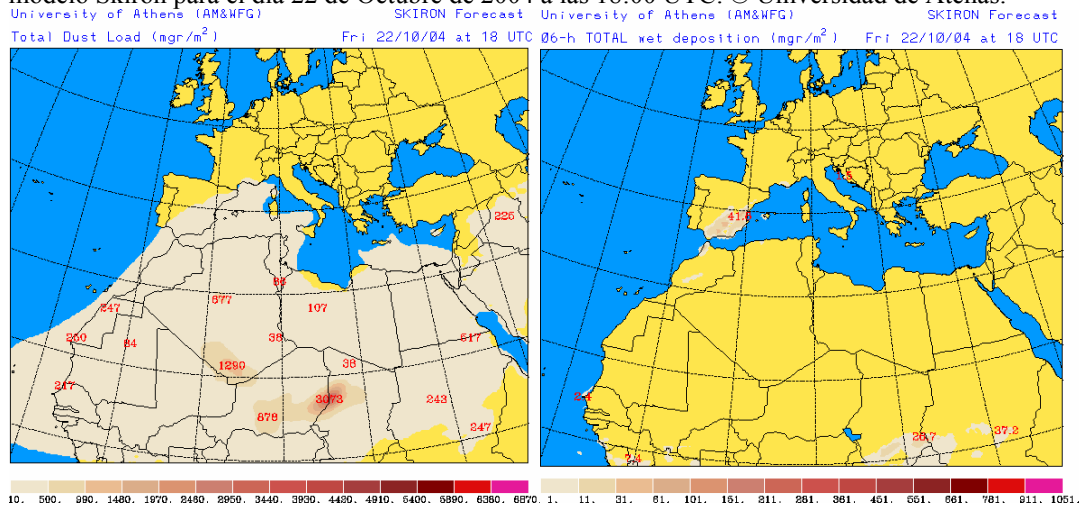 modelo Skiron para el día 22 de Octubre de 2004 a las 18:00 UTC. © Universidad de Atenas.
University of Athens (AM&WFG) SKIRON Forecast
Total Dust Load (mgr/m²) Fri 22/10/04 at 18 UTC
225
86
877
107
247
250
84
38
517
1290
38
217
3073
878
243
247
10. 500. 990. 1480. 1970. 2460. 2950. 3440. 3930. 4420. 4910. 5400. 5890. 6380. 6870.
University of Athens (AM&WFG) SKIRON Forecast
06-h TOTAL wet deposition (mgr/m²) Fri 22/10/04 at 18 UTC
2.4
7.4
37.2
1. 11. 31. 61. 101. 151. 211. 281. 361. 451. 551. 661. 781. 911. 1051.